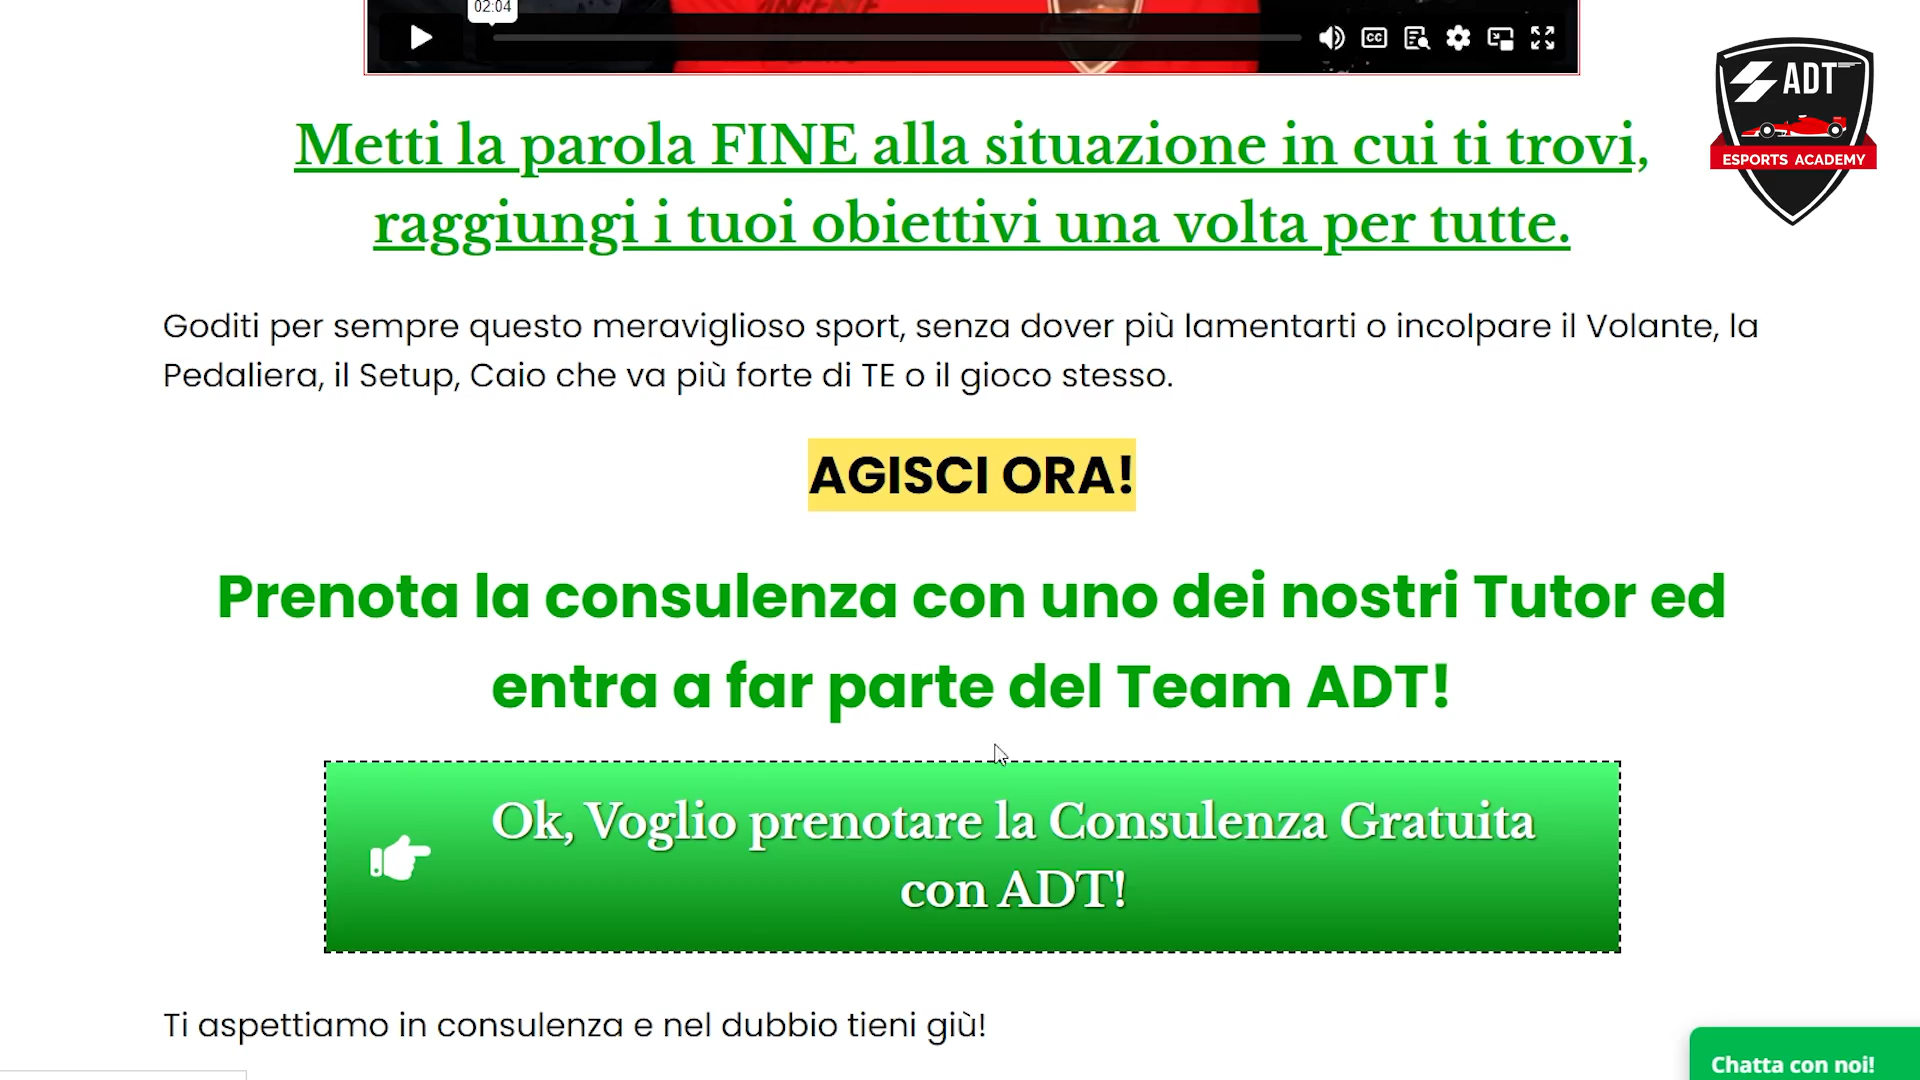 02:04
CC
ADT
ESPORTS ACADEMY
Metti la parola FINE alla situazione in cui ti trovi,
raggiungi i tuoi obiettivi una volta per tutte.
Goditi per sempre questo meraviglioso sport, senza dover più lamentarti o incolpare il Volante, la
Pedaliera, il Setup, Caio che va più forte di TE o il gioco stesso.
AGISCI ORA!
Prenota la consulenza con uno dei nostri Tutor ed
entra a far parte del Team ADT!
Ok, Voglio prenotare la Consulenza Gratuita
con ADT!
Ti aspettiamo in consulenza e nel dubbio tieni giù!
Chatta con noi!